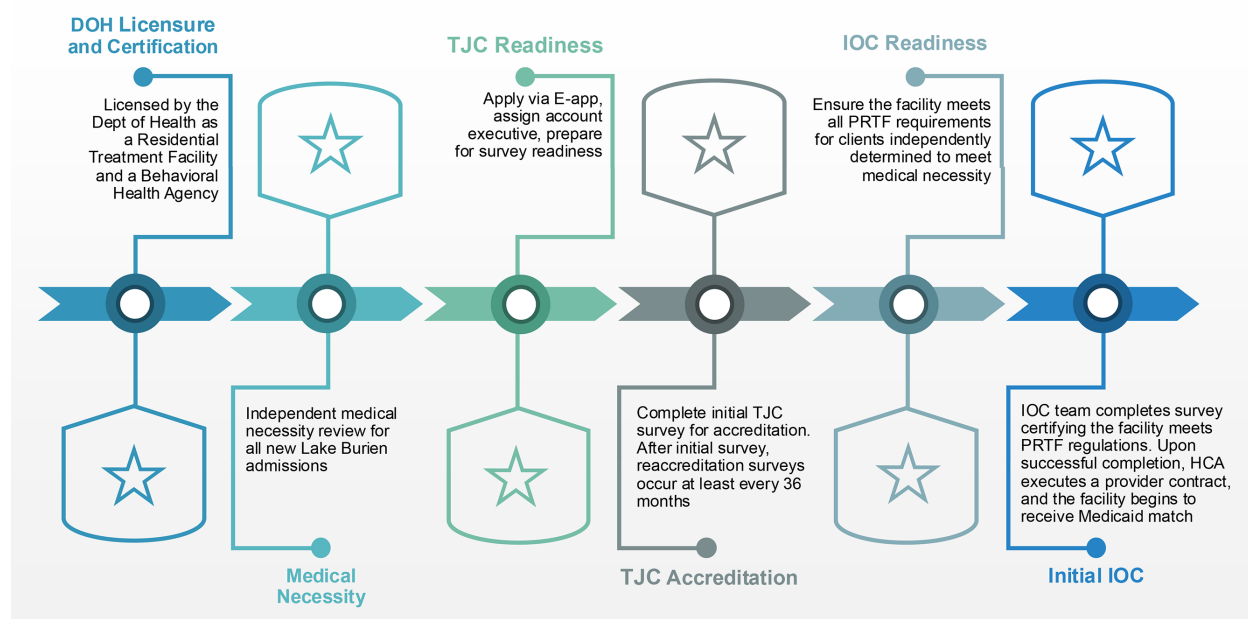 DOH Licensure
and Certification
Licensed by the
Dept of Health as
a Residential
Treatment Facility
and a Behavioral
Health Agency
Independent medical
necessity review for
all new Lake Burien
admissions
Medical
Necessity
TJC Readiness
Apply via E-app,
assign account
executive, prepare
for survey readiness
Complete initial TJC
survey for accreditation.
After initial survey,
reaccreditation surveys
occur at least every 36
months
TJC Accreditation
IOC Readiness
Ensure the facility meets
all PRTF requirements
for clients independently
determined to meet
medical necessity
IOC team completes survey
certifying the facility meets
PRTF regulations. Upon
successful completion, HCA
executes a provider contract,
and the facility begins to
receive Medicaid match
Initial IOC